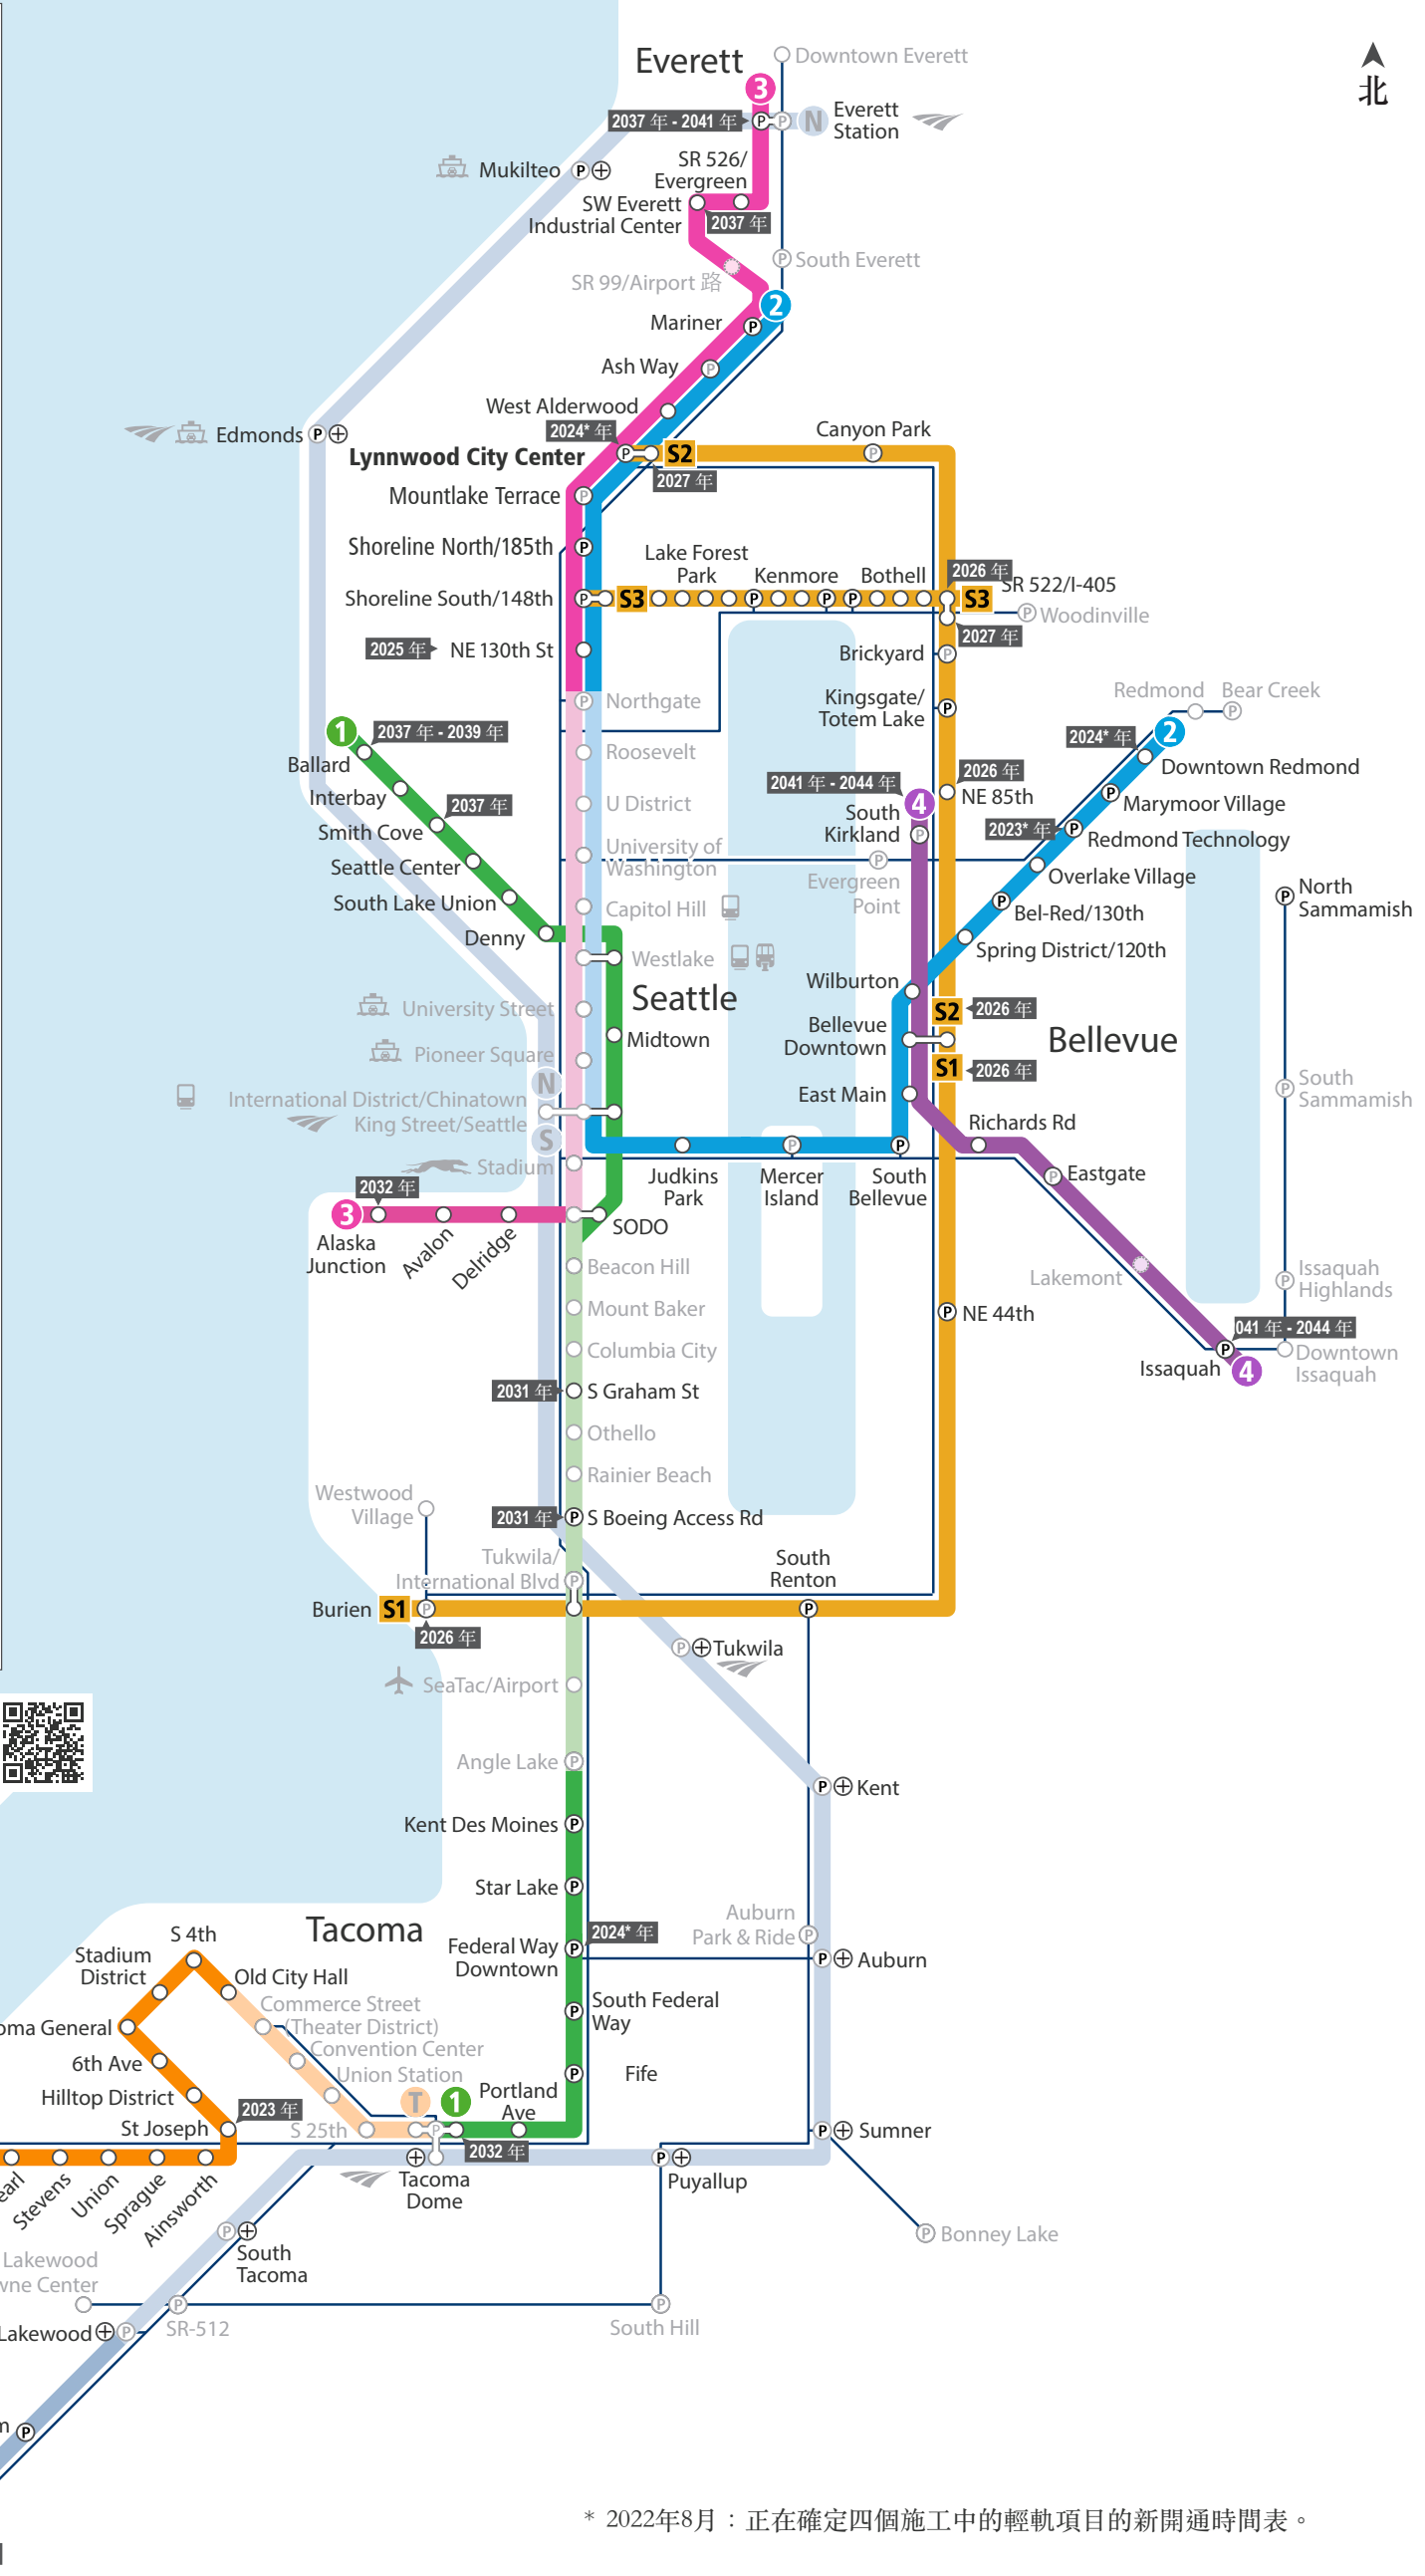 Everett
Downtown Everett
北
3
2037 年 - 2041 年
P
P
N
Everett
Station
Mukilteo P
SR 526/
Evergreen
SW Everett
Industrial Center
2037 年
P South Everett
SR 99/Airport 路
2
Mariner P
Ash Way P
West Alderwood
2024* 年
Edmonds P
Canyon Park
P
Lynnwood City Center P
S2
2027 年
Mountlake Terrace P
Shoreline North/185th P
Lake Forest
Park
Kenmore
Bothell
2026 年
SR 522/I-405
Shoreline South/148th P
S3
P
P
P
S3
P Woodinville
2027 年
2025 年
NE 130th St
Brickyard P
Northgate P
Kingsgate/
Totem Lake P
Redmond
Bear Creek
P
1
2037 年 - 2039 年
Ballard
2024* 年
2
Roosevelt
Downtown Redmond
Interbay
2037 年
U District
2041 年 - 2044 年
2026 年
NE 85th
P Marymoor Village
Smith Cove
4
South
Kirkland P
2023* 年
P Redmond Technology
University of
Washington
Seattle Center
P
Evergreen
Point
Overlake Village
South Lake Union
Capitol Hill
P Bel-Red/130th
North
Sammamish P
Denny
Spring District/120th
Westlake
Wilburton
Seattle
University Street
S2
2026 年
Midtown
Bellevue
Downtown
Bellevue
Pioneer Square
S1
2026 年
N
International District/Chinatown
King Street/Seattle
S
East Main
South
Sammamish P
Richards Rd
Stadium
P
P
Judkins
Park
Mercer
Island
South
Bellevue
P Eastgate
2032 年
3
Alaska
Junction
Avalon
Delridge
SODO
Beacon Hill
Lakemont
Issaquah
Highlands P
Mount Baker
P NE 44th
Columbia City
041 年 - 2044 年
Issaquah P
4
Downtown
Issaquah
2031 年
S Graham St
Othello
Rainier Beach
Westwood
Village
2031 年
P S Boeing Access Rd
Tukwila/
International Blvd P
South
Renton
P
Burien S1 P
2026 年
P Tukwila
SeaTac/Airport
Angle Lake P
P Kent
Kent Des Moines P
Star Lake P
Tacoma
2024* 年
Auburn
Park & Ride P
Federal Way
Downtown P
P Auburn
S 4th
Stadium
District
Old City Hall
P South Federal
Way
Commerce Street
(Theater District)
oma General
Convention Center
6th Ave
Union Station
P Fife
Hilltop District
2023 年
T
1
Portland
Ave
St Joseph
S 25th
P
2032 年
P Sumner
earl
Stevens
Union
Sprague
Ainsworth
Tacoma
Dome
P
Puyallup
P
South
Tacoma
P Bonney Lake
Lakewood
wne Center
P
SR-512
P
South Hill
Lakewood P
n P
* 2022年8月：正在確定四個施工中的輕軌項目的新開通時間表。